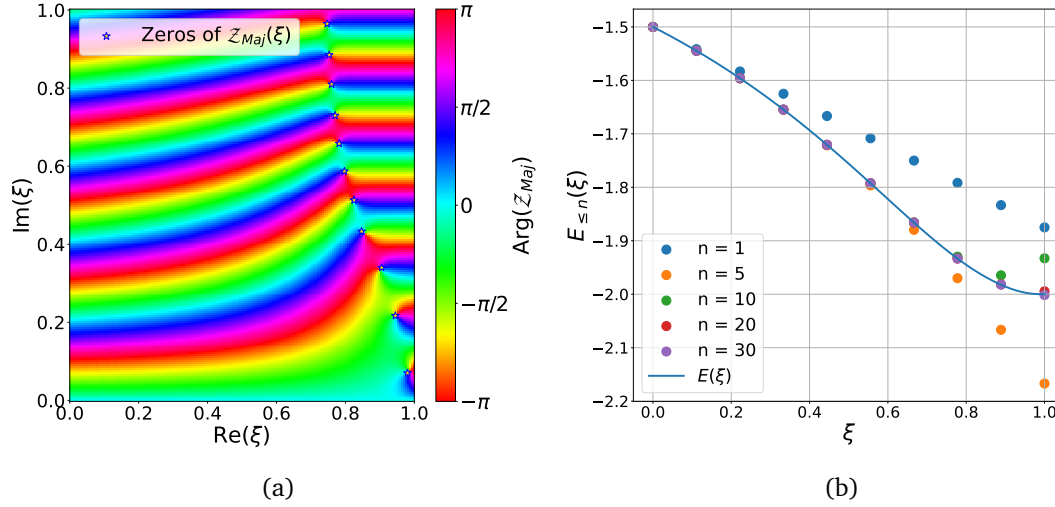 Zeros of 𝒵_Maj(ξ)
1.0
0.8
0.6
0.4
0.2
0.0
Im(ξ)
0.0 0.2 0.4 0.6 0.8 1.0
Re(ξ)
π
π/2
0
−π/2
−π
Arg(𝒵_Maj)
(a)
−1.5
−1.6
−1.7
−1.8
−1.9
−2.0
−2.1
−2.2
E_{≤n}(ξ)
n = 1
n = 5
n = 10
n = 20
n = 30
E(ξ)
0.0 0.2 0.4 0.6 0.8 1.0
ξ
(b)